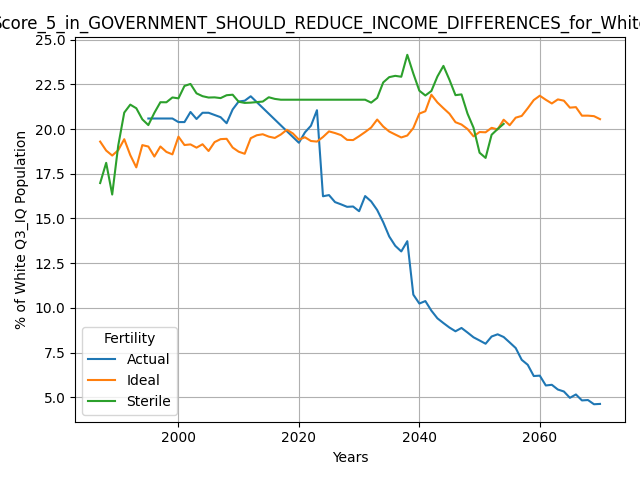 Score_5_in_GOVERNMENT_SHOULD_REDUCE_INCOME_DIFFERENCES_for_White
25.0
22.5
20.0
17.5
15.0
12.5
10.0
7.5
5.0
% of White Q3_IQ Population
Fertility
Actual
Ideal
Sterile
2000 2020 2040 2060
Years